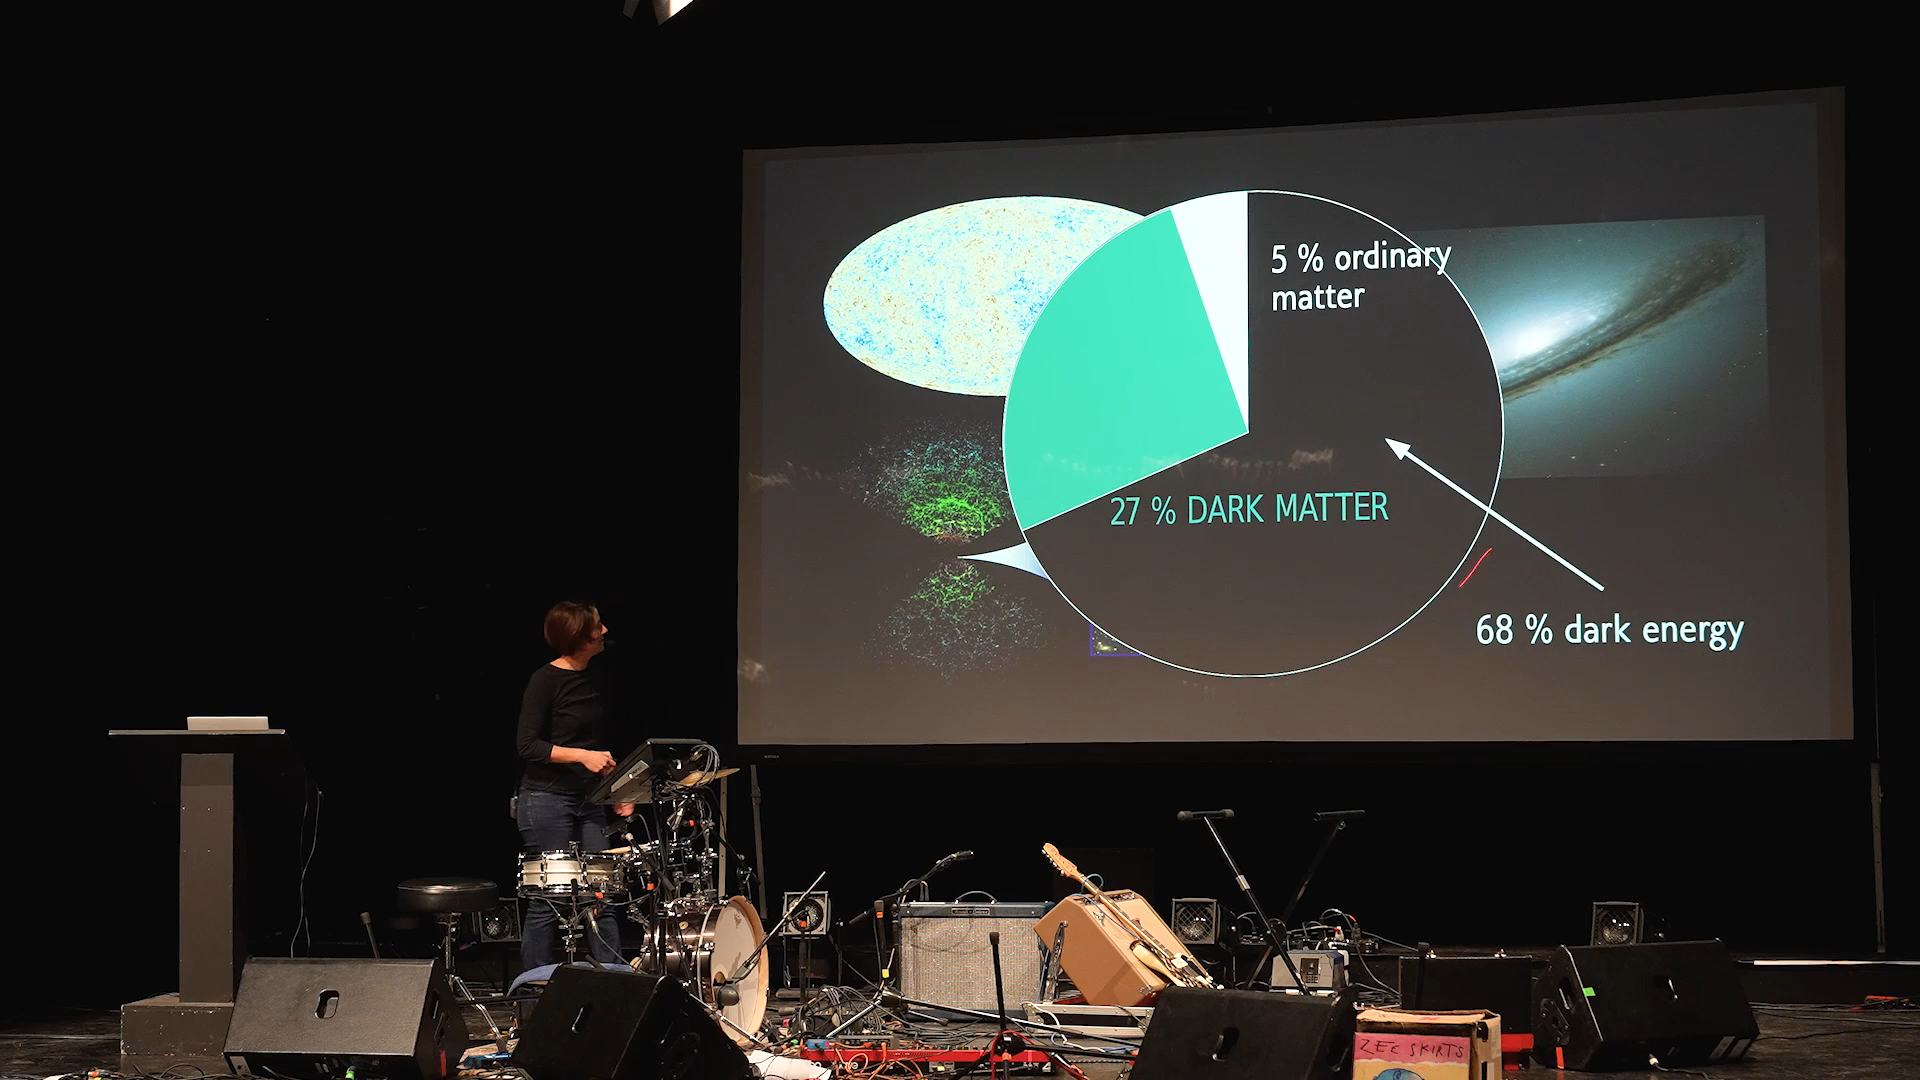 5 % ordinary
matter
27 % DARK MATTER
68 % dark energy
ZEE SKIRTS